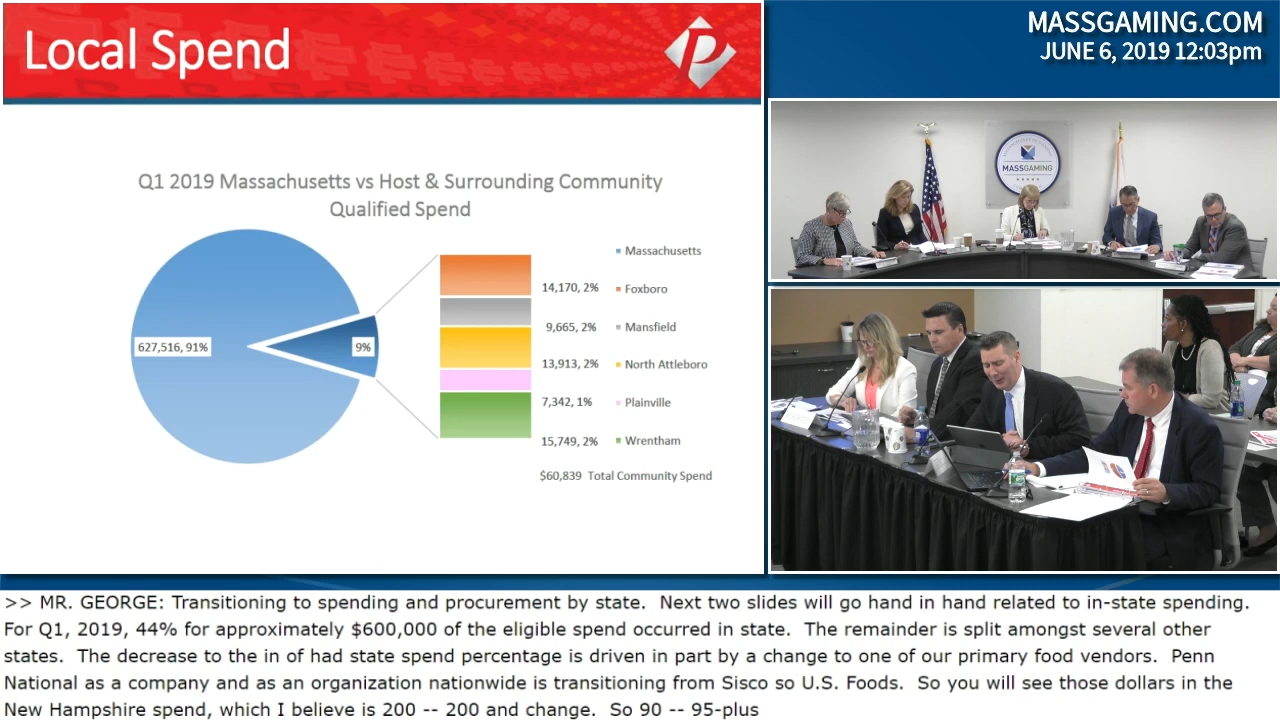 Local Spend
MASSGAMING.COM
JUNE 6, 2019 12:03pm
Q1 2019 Massachusetts vs Host & Surrounding Community
Qualified Spend
627,516, 91%
9%
14,170, 2%
9,665, 2%
13,913, 2%
7,342, 1%
15,749, 2%
Massachusetts
Foxboro
Mansfield
North Attleboro
Plainville
Wrentham
$60,839 Total Community Spend
MASSGAMING
>> MR. GEORGE: Transitioning to spending and procurement by state. Next two slides will go hand in hand related to in-state spending.
For Q1, 2019, 44% for approximately $600,000 of the eligible spend occurred in state. The remainder is split amongst several other
states. The decrease to the in of had state spend percentage is driven in part by a change to one of our primary food vendors. Penn
National as a company and as an organization nationwide is transitioning from Sisco so U.S. Foods. So you will see those dollars in the
New Hampshire spend, which I believe is 200 -- 200 and change. So 90 -- 95-plus